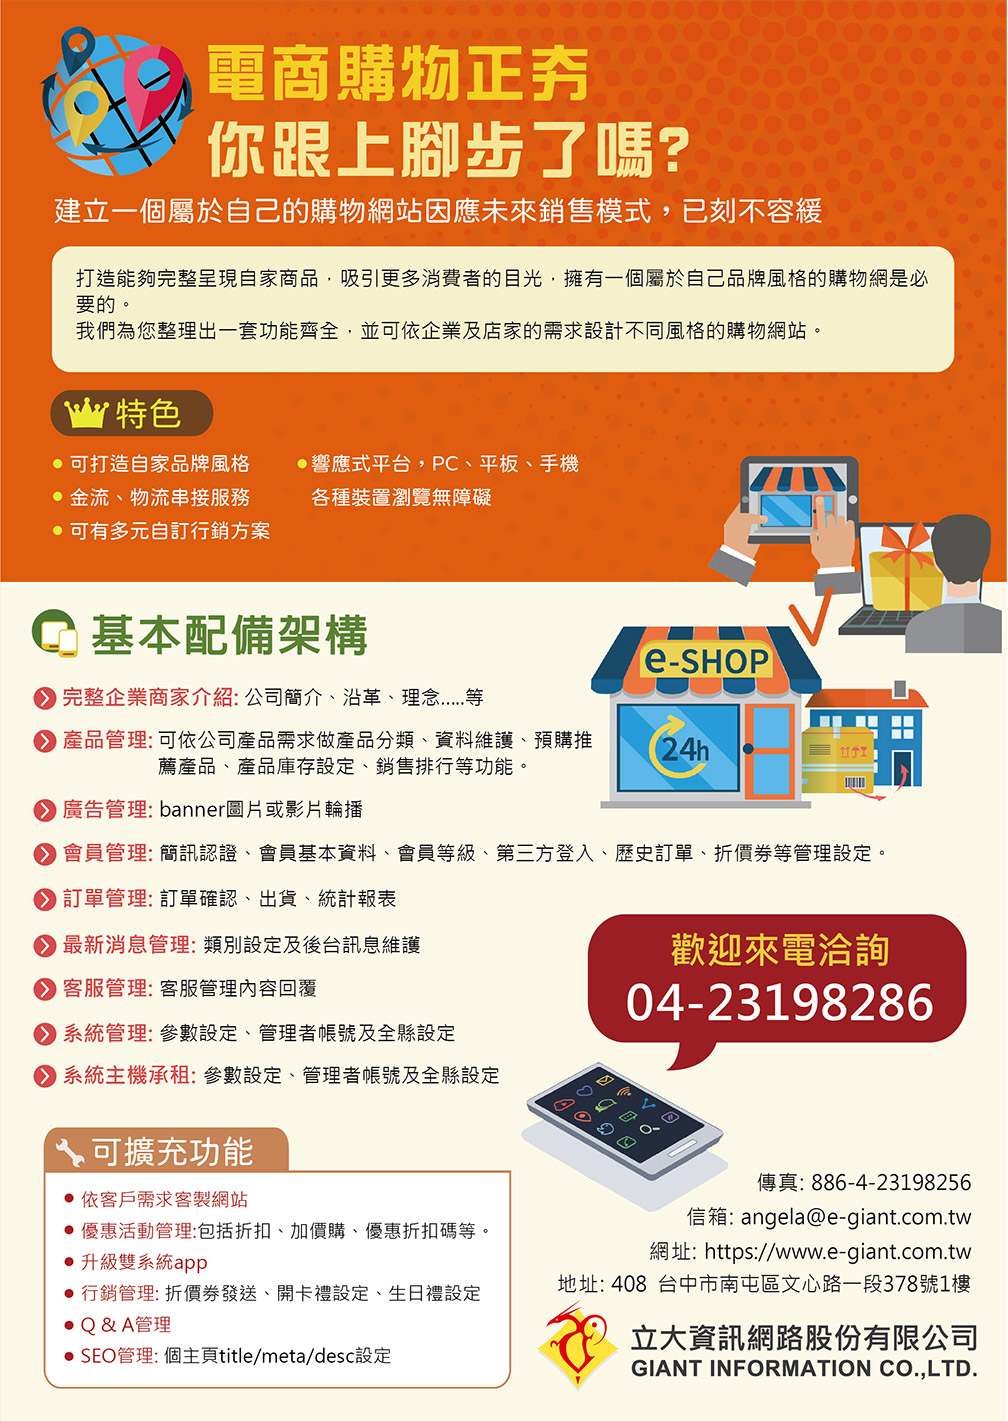 電商購物正夯
你跟上腳步了嗎?
建立一個屬於自己的購物網站因應未來銷售模式，已刻不容緩
打造能夠完整呈現自家商品，吸引更多消費者的目光，擁有一個屬於自己品牌風格的購物網是必
要的。
我們為您整理出一套功能齊全，並可依企業及店家的需求設計不同風格的購物網站。
特色
可打造自家品牌風格
金流、物流串接服務
可有多元自訂行銷方案
響應式平台，PC、平板、手機
各種裝置瀏覽無障礙
基本配備架構
完整企業商家介紹: 公司簡介、沿革、理念.....等
產品管理: 可依公司產品需求做產品分類、資料維護、預購推
薦產品、產品庫存設定、銷售排行等功能。
e-SHOP
24h
廣告管理: banner圖片或影片輪播
會員管理: 簡訊認證、會員基本資料、會員等級、第三方登入、歷史訂單、折價券等管理設定。
訂單管理: 訂單確認、出貨、統計報表
最新消息管理: 類別設定及後台訊息維護
客服管理: 客服管理內容回覆
系統管理: 參數設定、管理者帳號及全縣設定
系統主機承租: 參數設定、管理者帳號及全縣設定
歡迎來電洽詢
04-23198286
可擴充功能
依客戶需求客製網站
優惠活動管理:包括折扣、加價購、優惠折扣碼等。
升級雙系統app
行銷管理: 折價券發送、開卡禮設定、生日禮設定
Q & A管理
SEO管理: 個主頁title/meta/desc設定
傳真: 886-4-23198256
信箱: angela@e-giant.com.tw
網址: https://www.e-giant.com.tw
地址: 408 台中市南屯區文心路一段378號1樓
立大資訊網路股份有限公司
GIANT INFORMATION CO.,LTD.